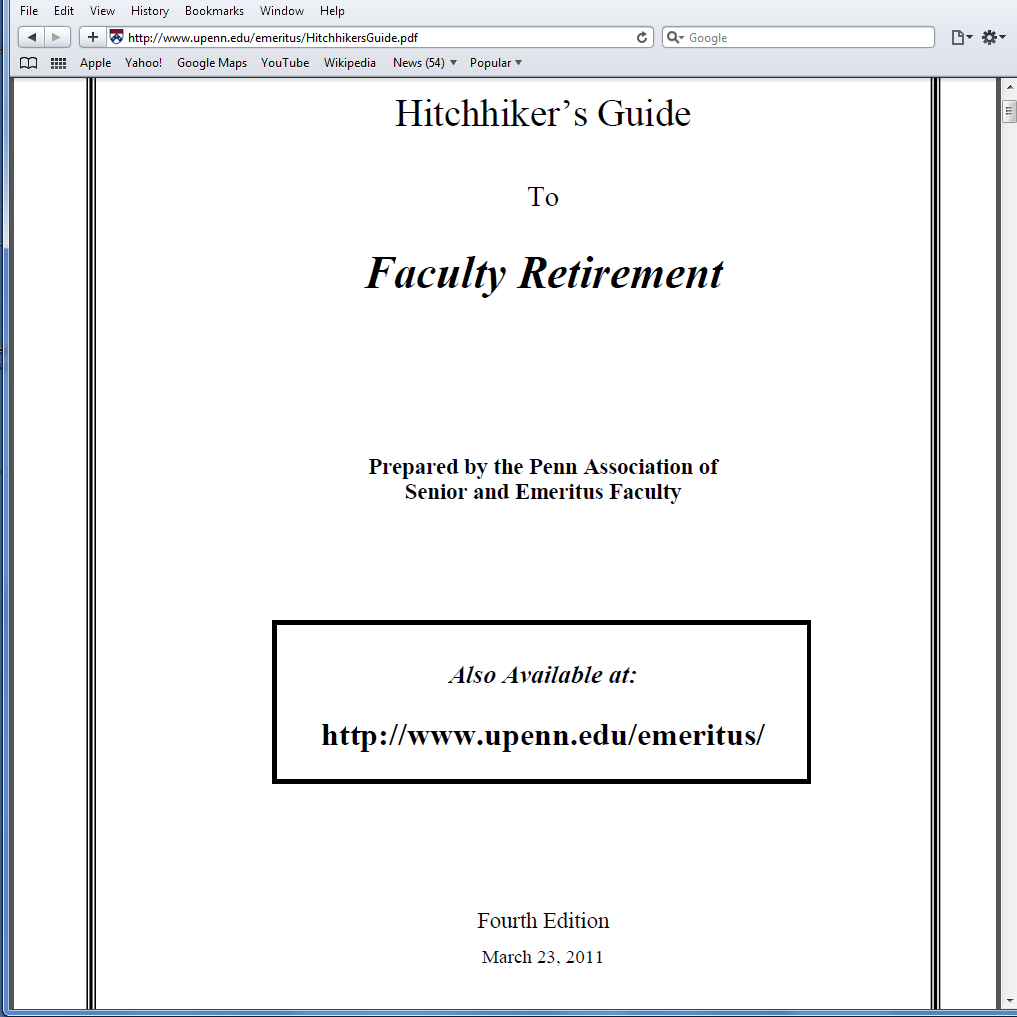 File Edit View History Bookmarks Window Help
http://www.upenn.edu/emeritus/HitchhikersGuide.pdf Google
Apple Yahoo! Google Maps YouTube Wikipedia News (54) Popular
Hitchhiker’s Guide
To
Faculty Retirement
Prepared by the Penn Association of
Senior and Emeritus Faculty
Also Available at:
http://www.upenn.edu/emeritus/
Fourth Edition
March 23, 2011